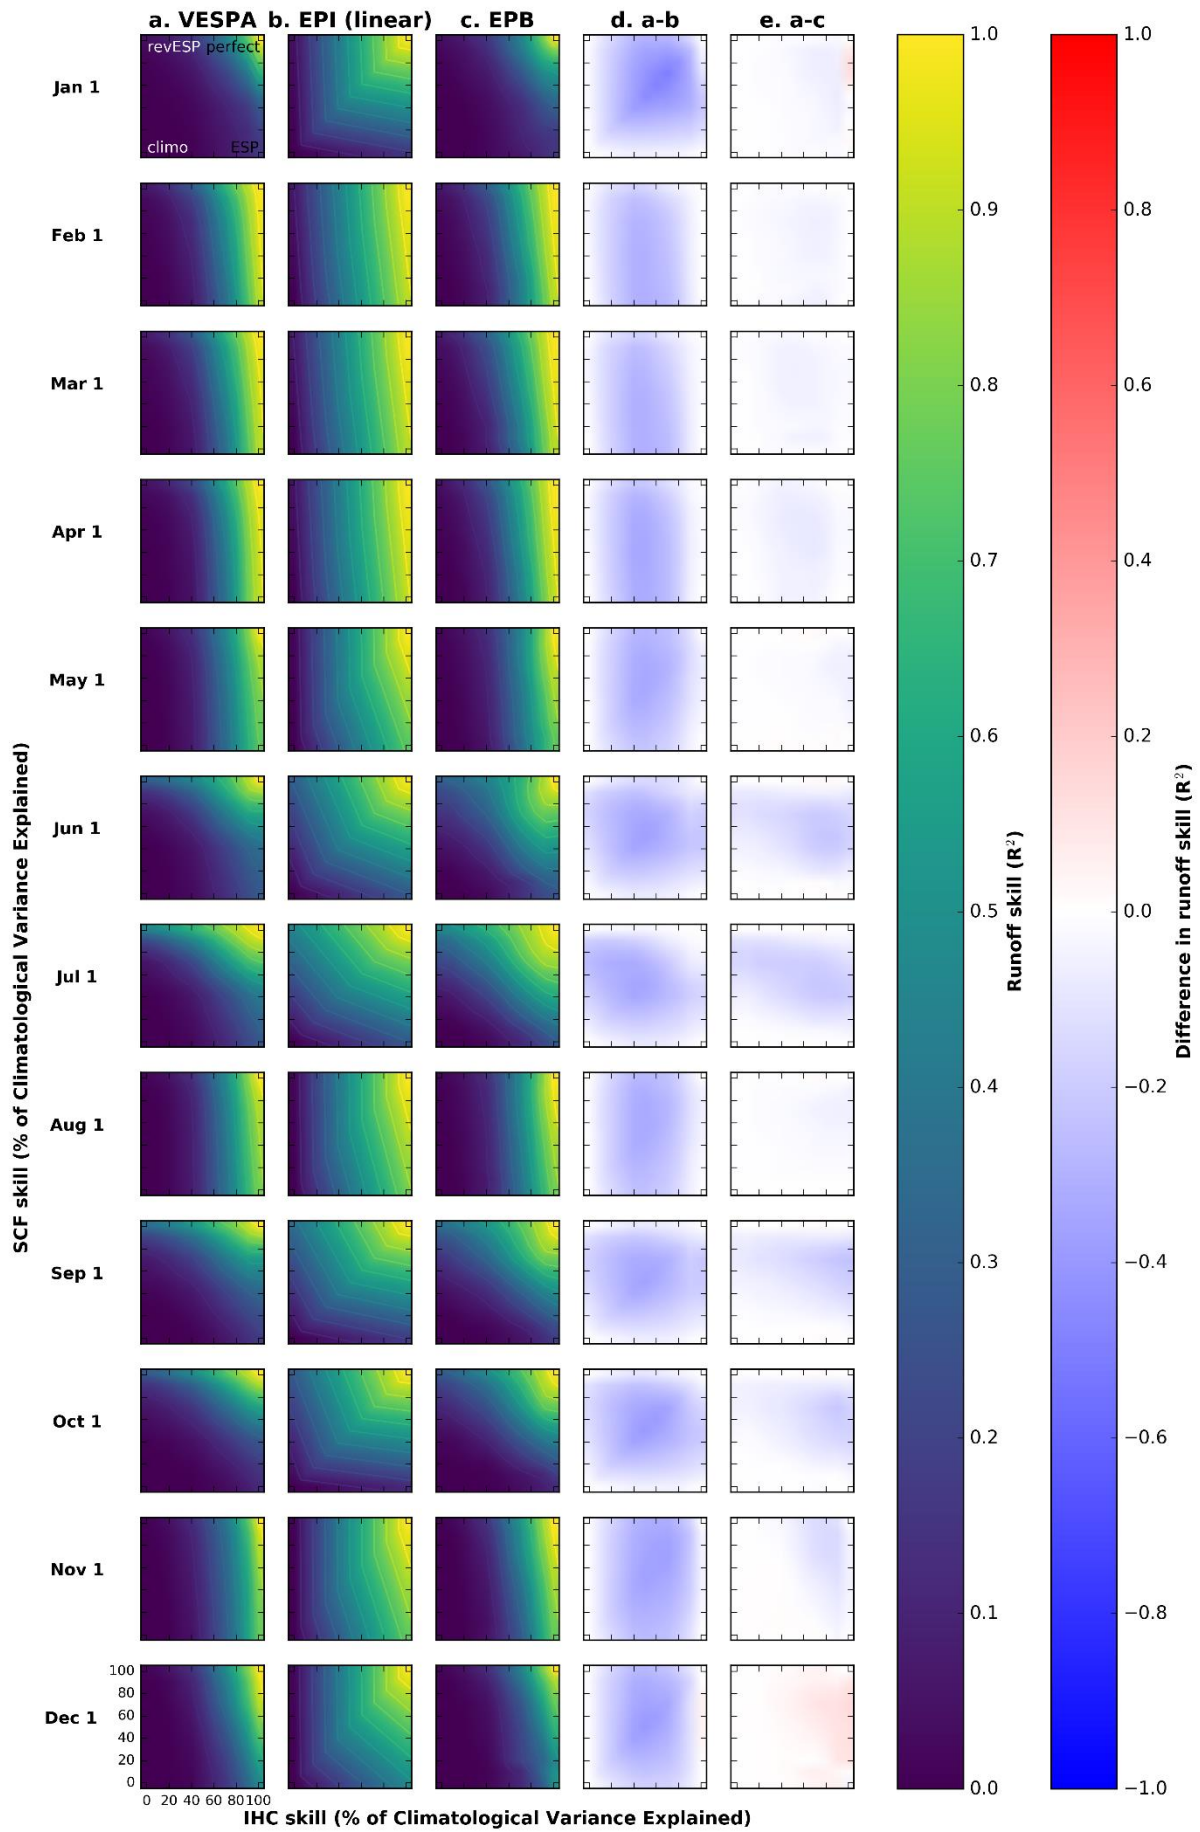 a. VESPA b. EPI (linear) c. EPB d. a-b e. a-c
revESP perfect
climo ESP
Jan 1
Feb 1
Mar 1
Apr 1
May 1
Jun 1
Jul 1
Aug 1
Sep 1
Oct 1
Nov 1
Dec 1
SCF skill (% of Climatological Variance Explained)
100
80
60
40
20
0
0 20 40 60 80 100
IHC skill (% of Climatological Variance Explained)
1.0
0.9
0.8
0.7
0.6
0.5
0.4
0.3
0.2
0.1
0.0
Runoff skill (R²)
1.0
0.8
0.6
0.4
0.2
0.0
−0.2
−0.4
−0.6
−0.8
−1.0
Difference in runoff skill (R²)